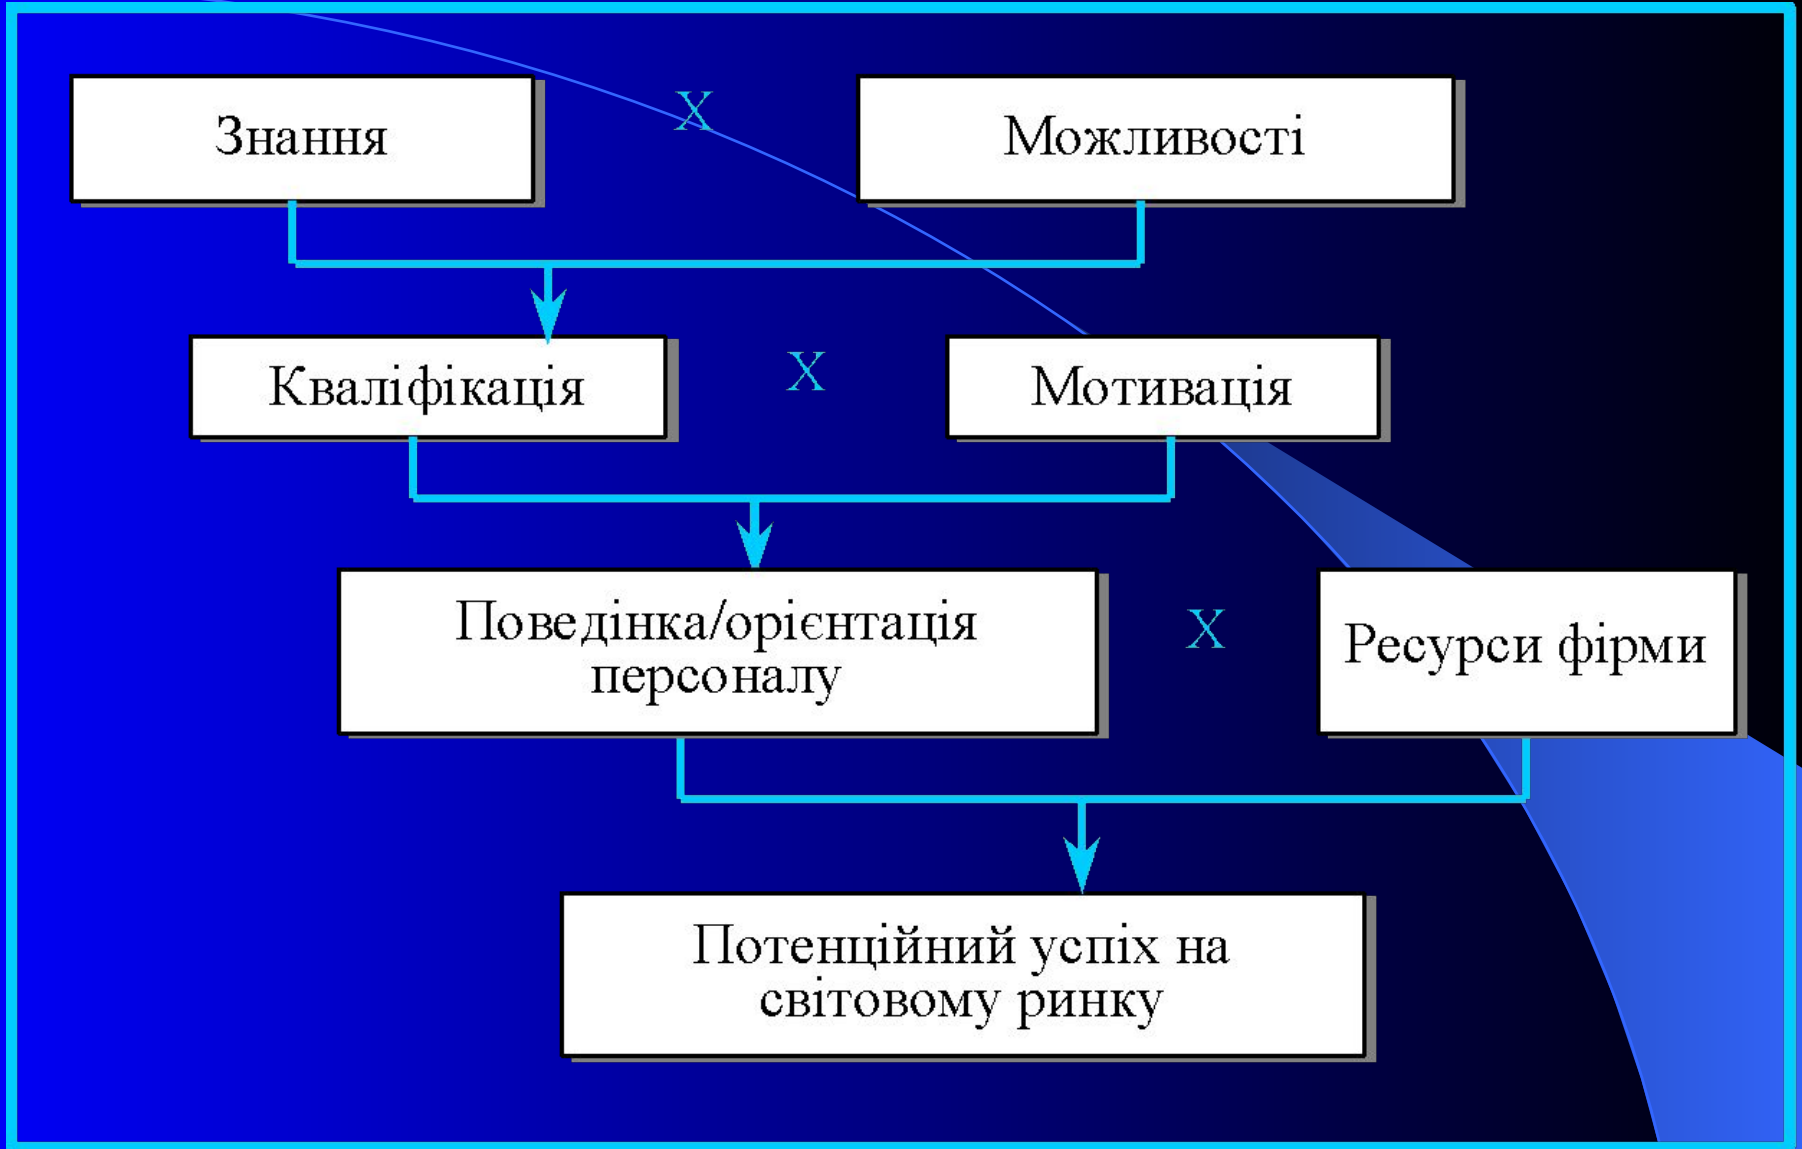 Знання
X
Можливості
Кваліфікація
X
Мотивація
Поведінка/орієнтація
персоналу
X
Ресурси фірми
Потенційний успіх на
світовому ринку